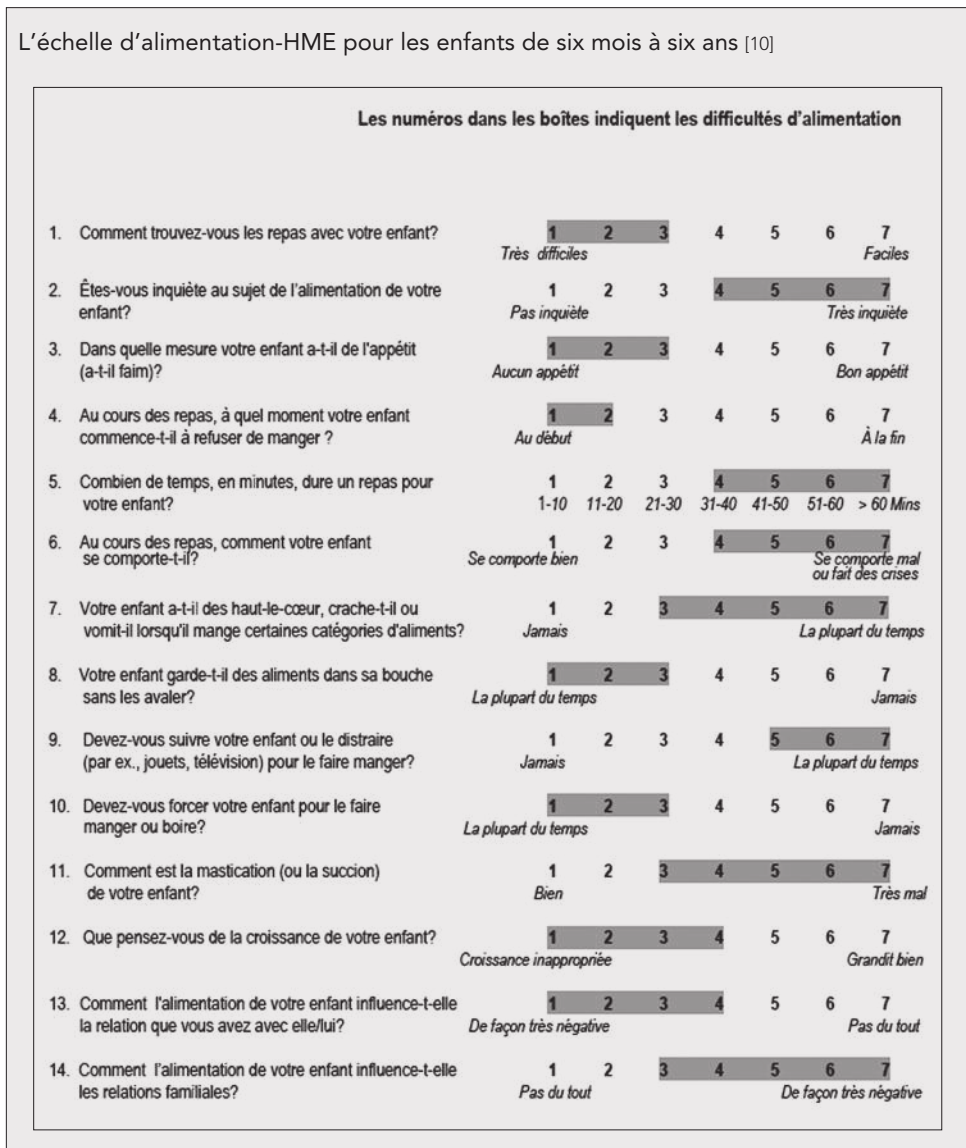 L'échelle d'alimentation-HME pour les enfants de six mois à six ans [10]
Les numéros dans les boîtes indiquent les difficultés d'alimentation
1. Comment trouvez-vous les repas avec votre enfant? 1 2 3 4 5 6 7
Très difficiles Faciles
2. Êtes-vous inquiète au sujet de l'alimentation de votre 1 2 3 4 5 6 7
enfant? Pas inquiète Très inquiète
3. Dans quelle mesure votre enfant a-t-il de l'appétit 1 2 3 4 5 6 7
(a-t-il faim)? Aucun appétit Bon appétit
4. Au cours des repas, à quel moment votre enfant 1 2 3 4 5 6 7
commence-t-il à refuser de manger ? Au début À la fin
5. Combien de temps, en minutes, dure un repas pour 1 2 3 4 5 6 7
votre enfant? 1-10 11-20 21-30 31-40 41-50 51-60 > 60 Mins
6. Au cours des repas, comment votre enfant 1 2 3 4 5 6 7
se comporte-t-il? Se comporte bien Se comporte mal
ou fait des crises
7. Votre enfant a-t-il des haut-le-cœur, crache-t-il ou 1 2 3 4 5 6 7
vomit-il lorsqu'il mange certaines catégories d'aliments? Jamais La plupart du temps
8. Votre enfant garde-t-il des aliments dans sa bouche 1 2 3 4 5 6 7
sans les avaler? La plupart du temps Jamais
9. Devez-vous suivre votre enfant ou le distraire 1 2 3 4 5 6 7
(par ex., jouets, télévision) pour le faire manger? Jamais La plupart du temps
10. Devez-vous forcer votre enfant pour le faire 1 2 3 4 5 6 7
manger ou boire? La plupart du temps Jamais
11. Comment est la mastication (ou la succion) 1 2 3 4 5 6 7
de votre enfant? Bien Très mal
12. Que pensez-vous de la croissance de votre enfant? 1 2 3 4 5 6 7
Croissance inappropriée Grandit bien
13. Comment l'alimentation de votre enfant influence-t-elle 1 2 3 4 5 6 7
la relation que vous avez avec elle/lui? De façon très négative Pas du tout
14. Comment l'alimentation de votre enfant influence-t-elle 1 2 3 4 5 6 7
les relations familiales? Pas du tout De façon très négative